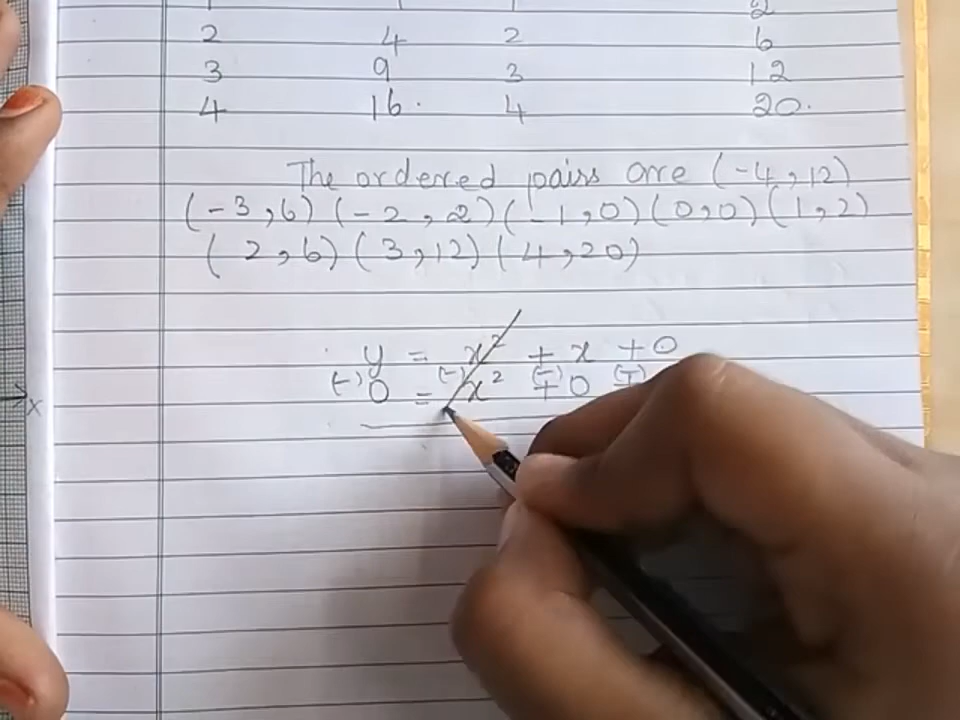 2
2 4 2 6
3 9 3 12
4 16. 4 20.
The ordered pairs are (-4,12)
(-3,6) (-2,2) (-1,0) (0,0) (1,2)
(2,6) (3,12) (4,20)
y = x² + x + 0
(-) 0 = (-) x² (-) + 0 (-) +
X